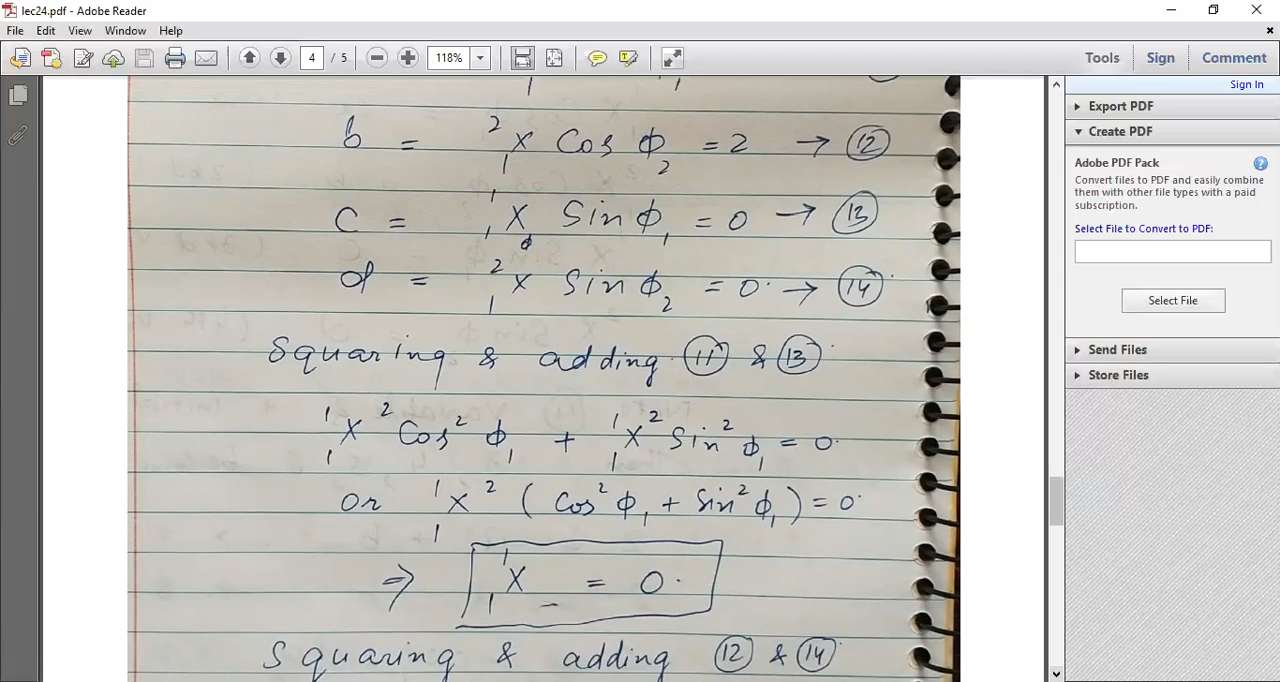 lec24.pdf - Adobe Reader
File Edit View Window Help
4 / 5 118% Tools Sign Comment
Sign In
Export PDF
Create PDF
Adobe PDF Pack
Convert files to PDF and easily combine
them with other file types with a paid
subscription.
Select File to Convert to PDF:
Select File
Send Files
Store Files
b = ₁²X Cos ϕ₂ = 2 → ⑫
C = ₁¹X Sin ϕ₁ = 0 → ⑬
d = ₁²X Sin ϕ₂ = 0. → ⑭
Squaring & adding ⑪ & ⑬
₁¹X² Cos² ϕ₁ + ₁¹X² Sin² ϕ₁ = 0.
or ₁¹X² (Cos² ϕ₁ + Sin² ϕ₁) = 0.
⇒ ₁¹X = 0.
Squaring & adding ⑫ & ⑭